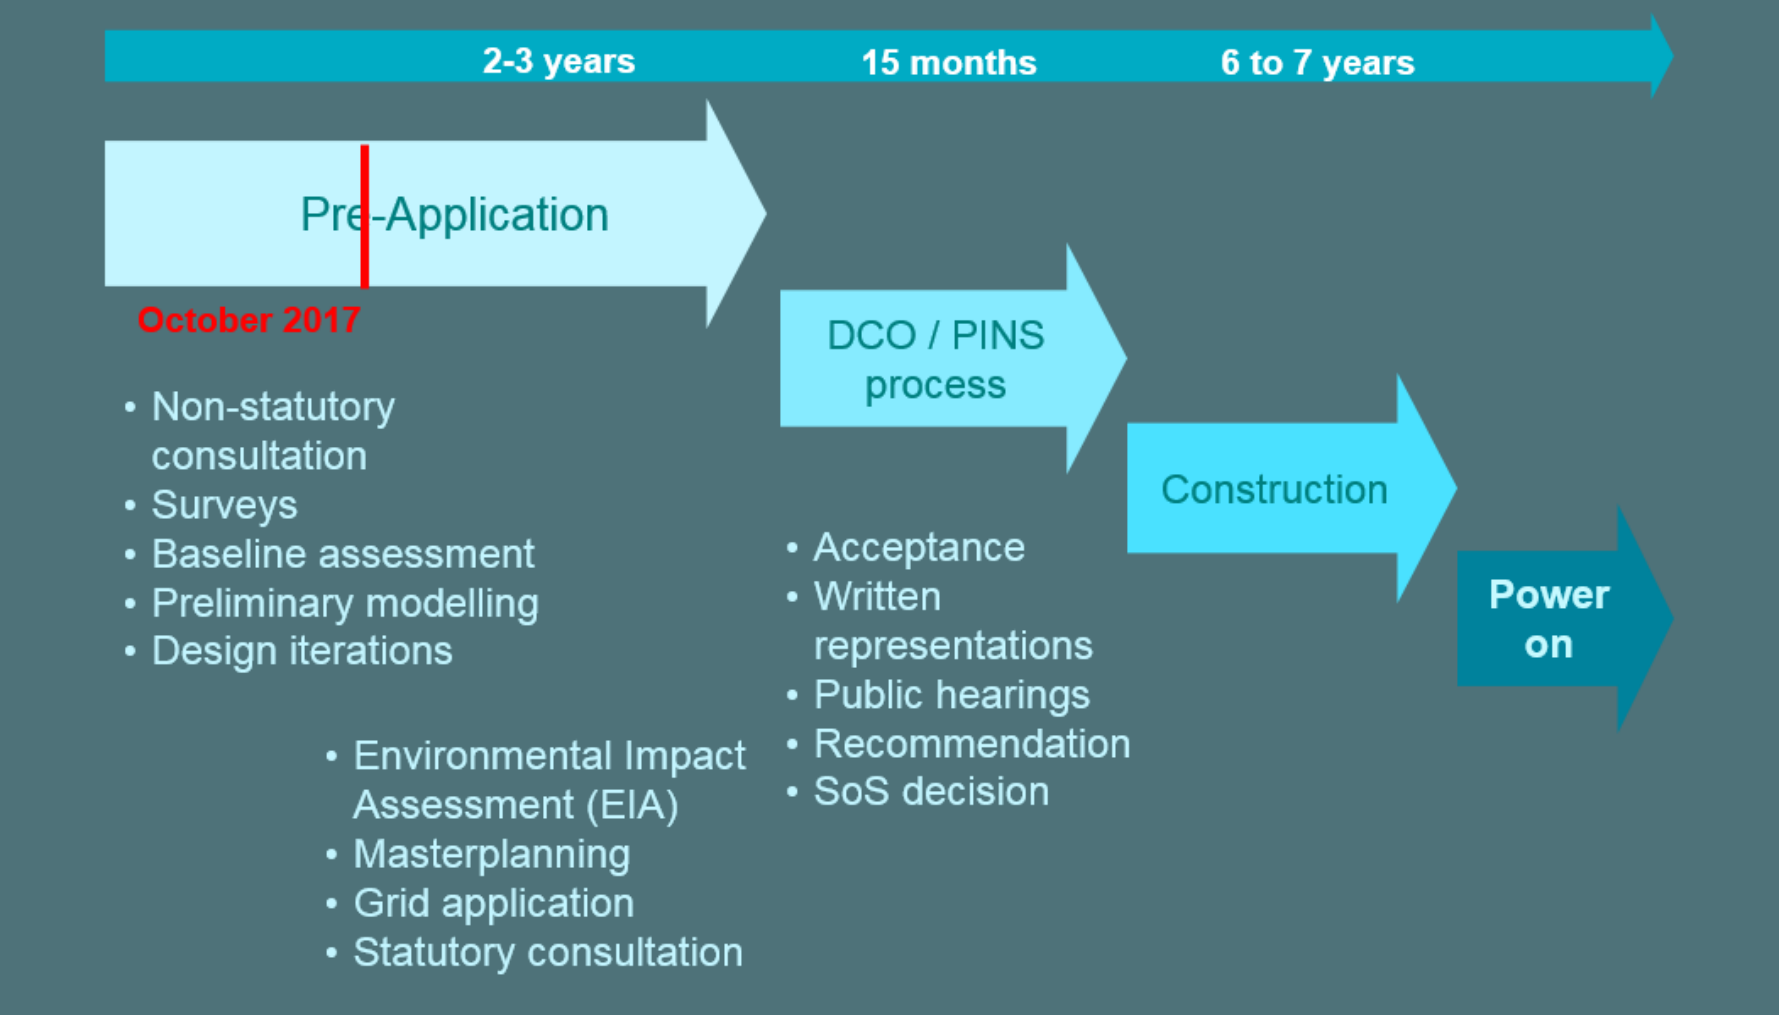 2-3 years
15 months
6 to 7 years
Pre-Application
October 2017
• Non-statutory
consultation
• Surveys
• Baseline assessment
• Preliminary modelling
• Design iterations
• Environmental Impact
Assessment (EIA)
• Masterplanning
• Grid application
• Statutory consultation
DCO / PINS
process
• Acceptance
• Written
representations
• Public hearings
• Recommendation
• SoS decision
Construction
Power
on